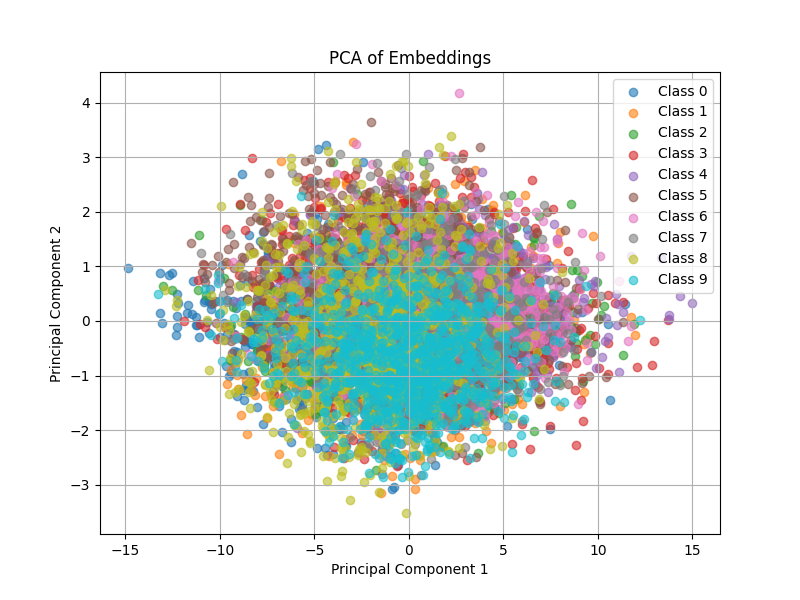 PCA of Embeddings
Class 0
Class 1
Class 2
Class 3
Class 4
Class 5
Class 6
Class 7
Class 8
Class 9
4
3
2
1
0
−1
−2
−3
Principal Component 2
−15
−10
−5
0
5
10
15
Principal Component 1